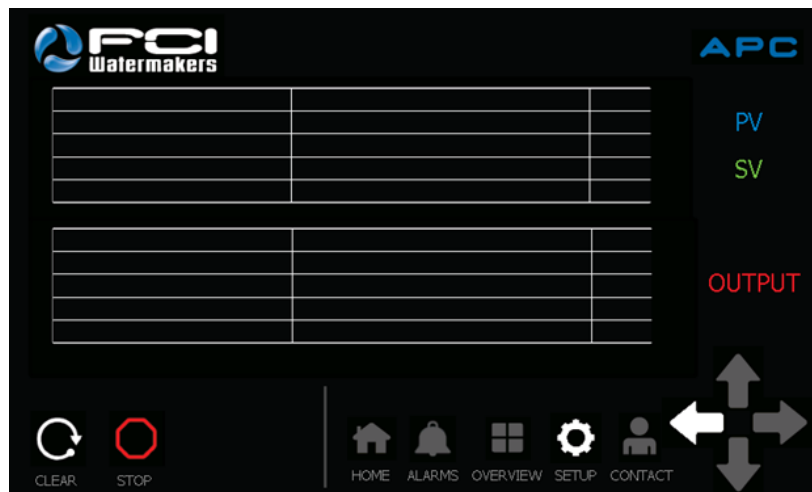 FCI
Watermakers
APC
PV
SV
OUTPUT
CLEAR
STOP
HOME
ALARMS
OVERVIEW
SETUP
CONTACT